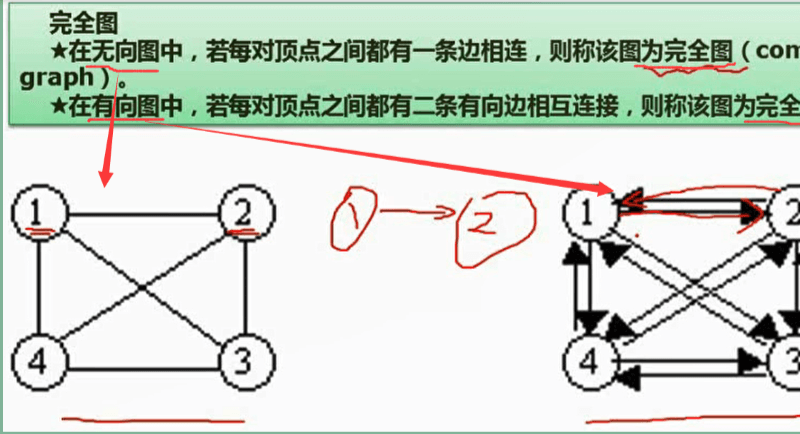 完全图
★在无向图中，若每对顶点之间都有一条边相连，则称该图为完全图（com
graph）。
★在有向图中，若每对顶点之间都有二条有向边相互连接，则称该图为完全
1 2 1 2 1 2
4 3 4 3